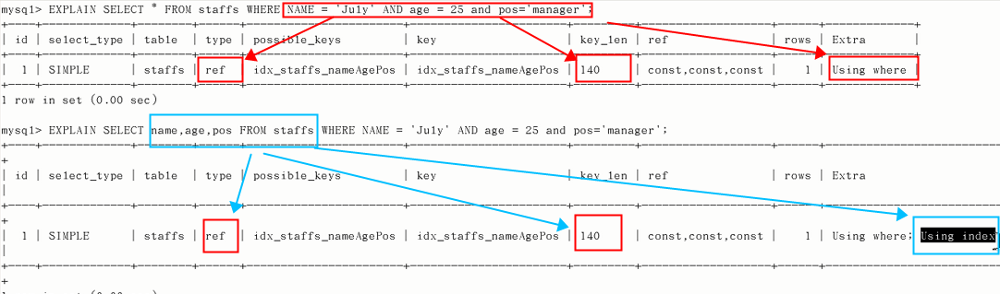 mysql> EXPLAIN SELECT * FROM staffs WHERE NAME = 'July' AND age = 25 and pos='manager';
| id | select_type | table | type | possible_keys | key | key_len | ref | rows | Extra |
| 1 | SIMPLE | staffs | ref | idx_staffs_nameAgePos | idx_staffs_nameAgePos | 140 | const,const,const | 1 | Using where |
1 row in set (0.00 sec)
mysql> EXPLAIN SELECT name,age,pos FROM staffs WHERE NAME = 'July' AND age = 25 and pos='manager';
| id | select_type | table | type | possible_keys | key | key_len | ref | rows | Extra
|
| 1 | SIMPLE | staffs | ref | idx_staffs_nameAgePos | idx_staffs_nameAgePos | 140 | const,const,const | 1 | Using where; Using index
|